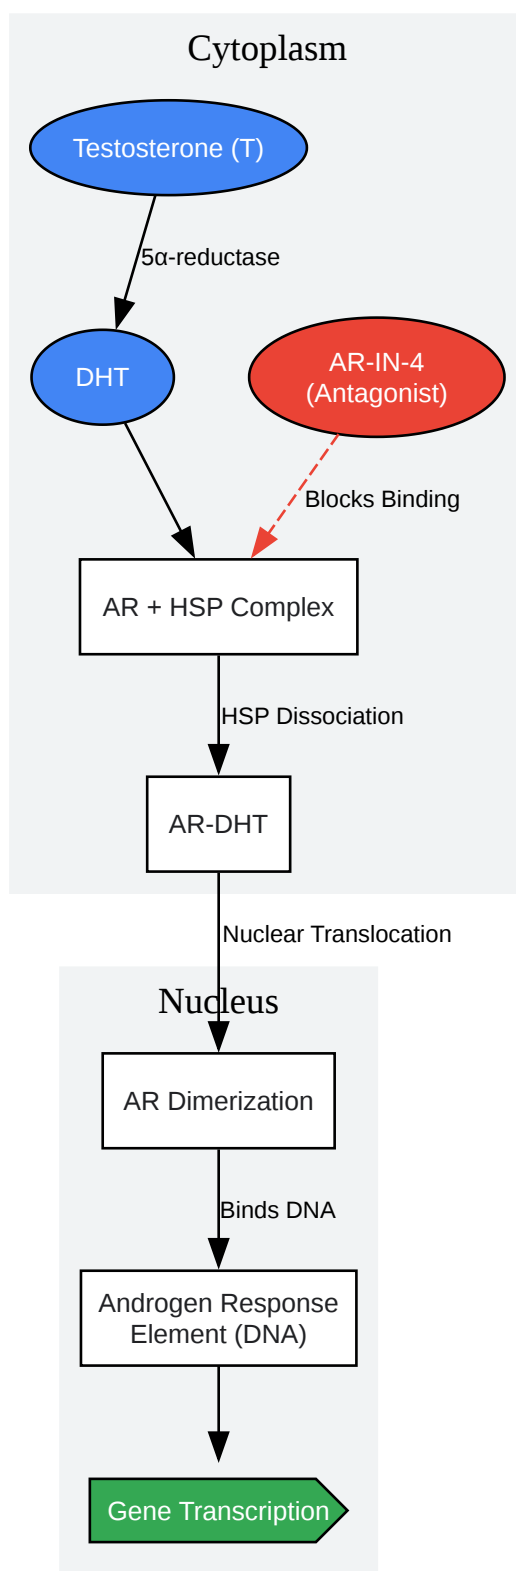 Cytoplasm
Testosterone (T)
5α-reductase
DHT
AR-IN-4
(Antagonist)
Blocks Binding
AR + HSP Complex
HSP Dissociation
AR-DHT
Nuclear Translocation
Nucleus
AR Dimerization
Binds DNA
Androgen Response
Element (DNA)
Gene Transcription